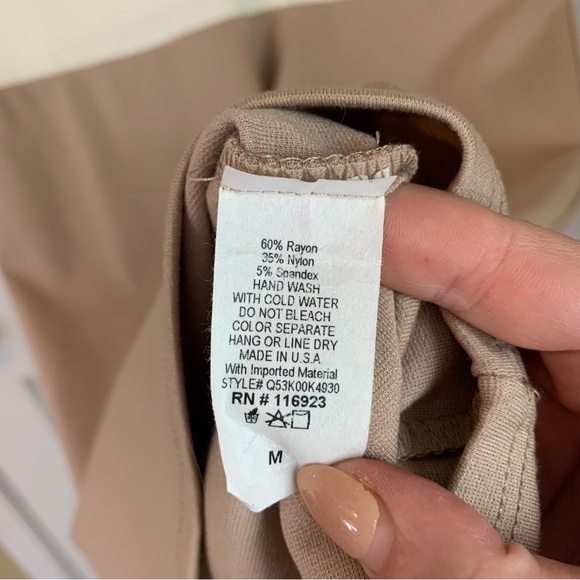 60% Rayon
35% Nylon
5% Spandex
HAND WASH
WITH COLD WATER
DO NOT BLEACH
COLOR SEPARATE
HANG OR LINE DRY
MADE IN U.S.A
With Imported Material
STYLE# Q53K00K4930
RN # 116923
M